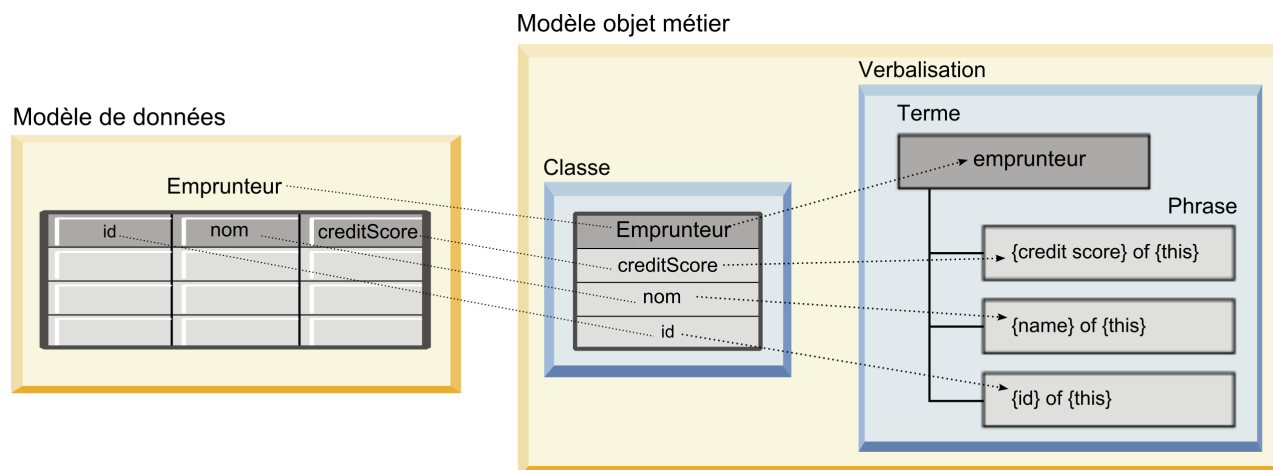 Modèle objet métier
Modèle de données
Emprunteur
id
nom
creditScore
Classe
Emprunteur
creditScore
nom
id
Verbalisation
Terme
emprunteur
Phrase
{credit score} of {this}
{name} of {this}
{id} of {this}